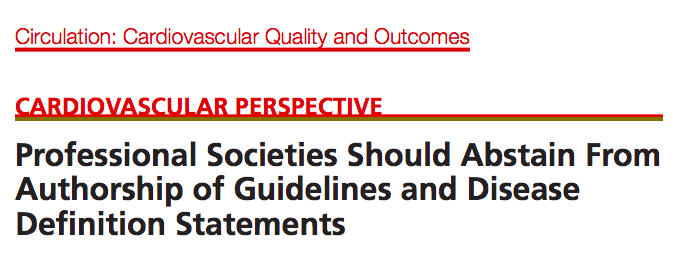 Circulation: Cardiovascular Quality and Outcomes
CARDIOVASCULAR PERSPECTIVE
Professional Societies Should Abstain From
Authorship of Guidelines and Disease
Definition Statements